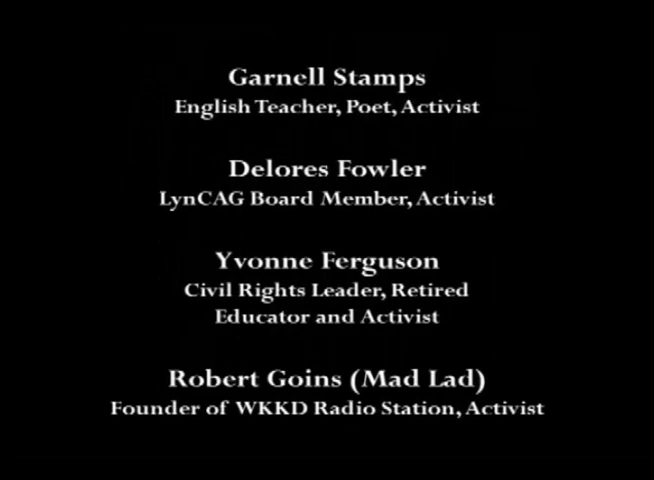 Garnell Stamps
English Teacher, Poet, Activist
Delores Fowler
LynCAG Board Member, Activist
Yvonne Ferguson
Civil Rights Leader, Retired
Educator and Activist
Robert Goins (Mad Lad)
Founder of WKKD Radio Station, Activist